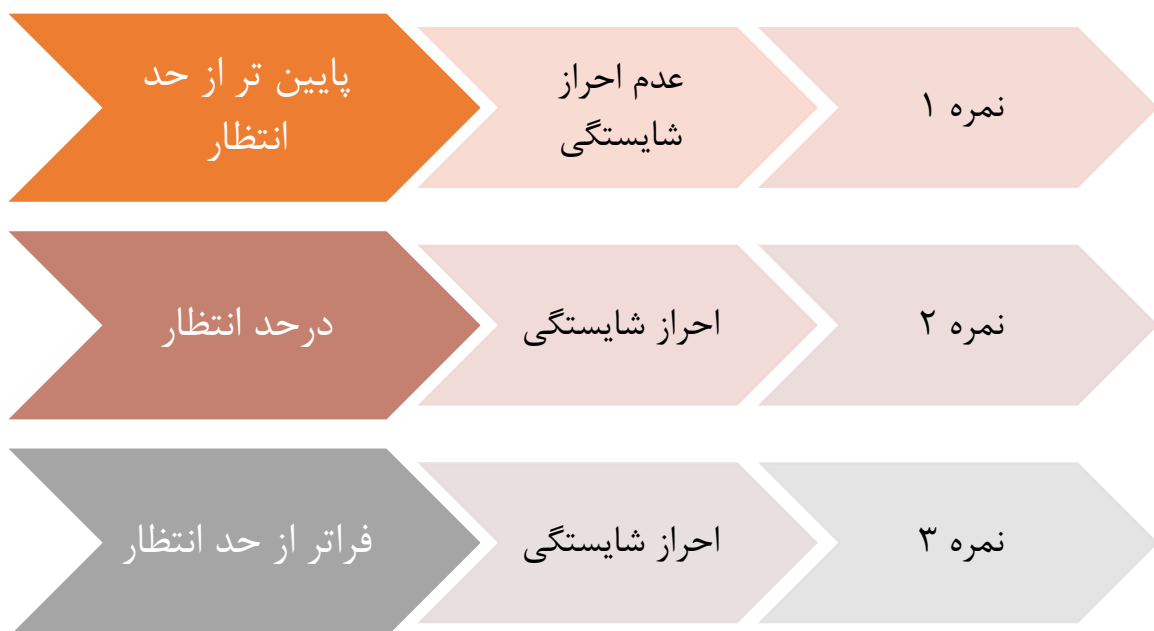 پایین تر از حد
انتظار
عدم احراز
شایستگی
نمره ۱
درحد انتظار
احراز شایستگی
نمره ۲
فراتر از حد انتظار
احراز شایستگی
نمره ۳